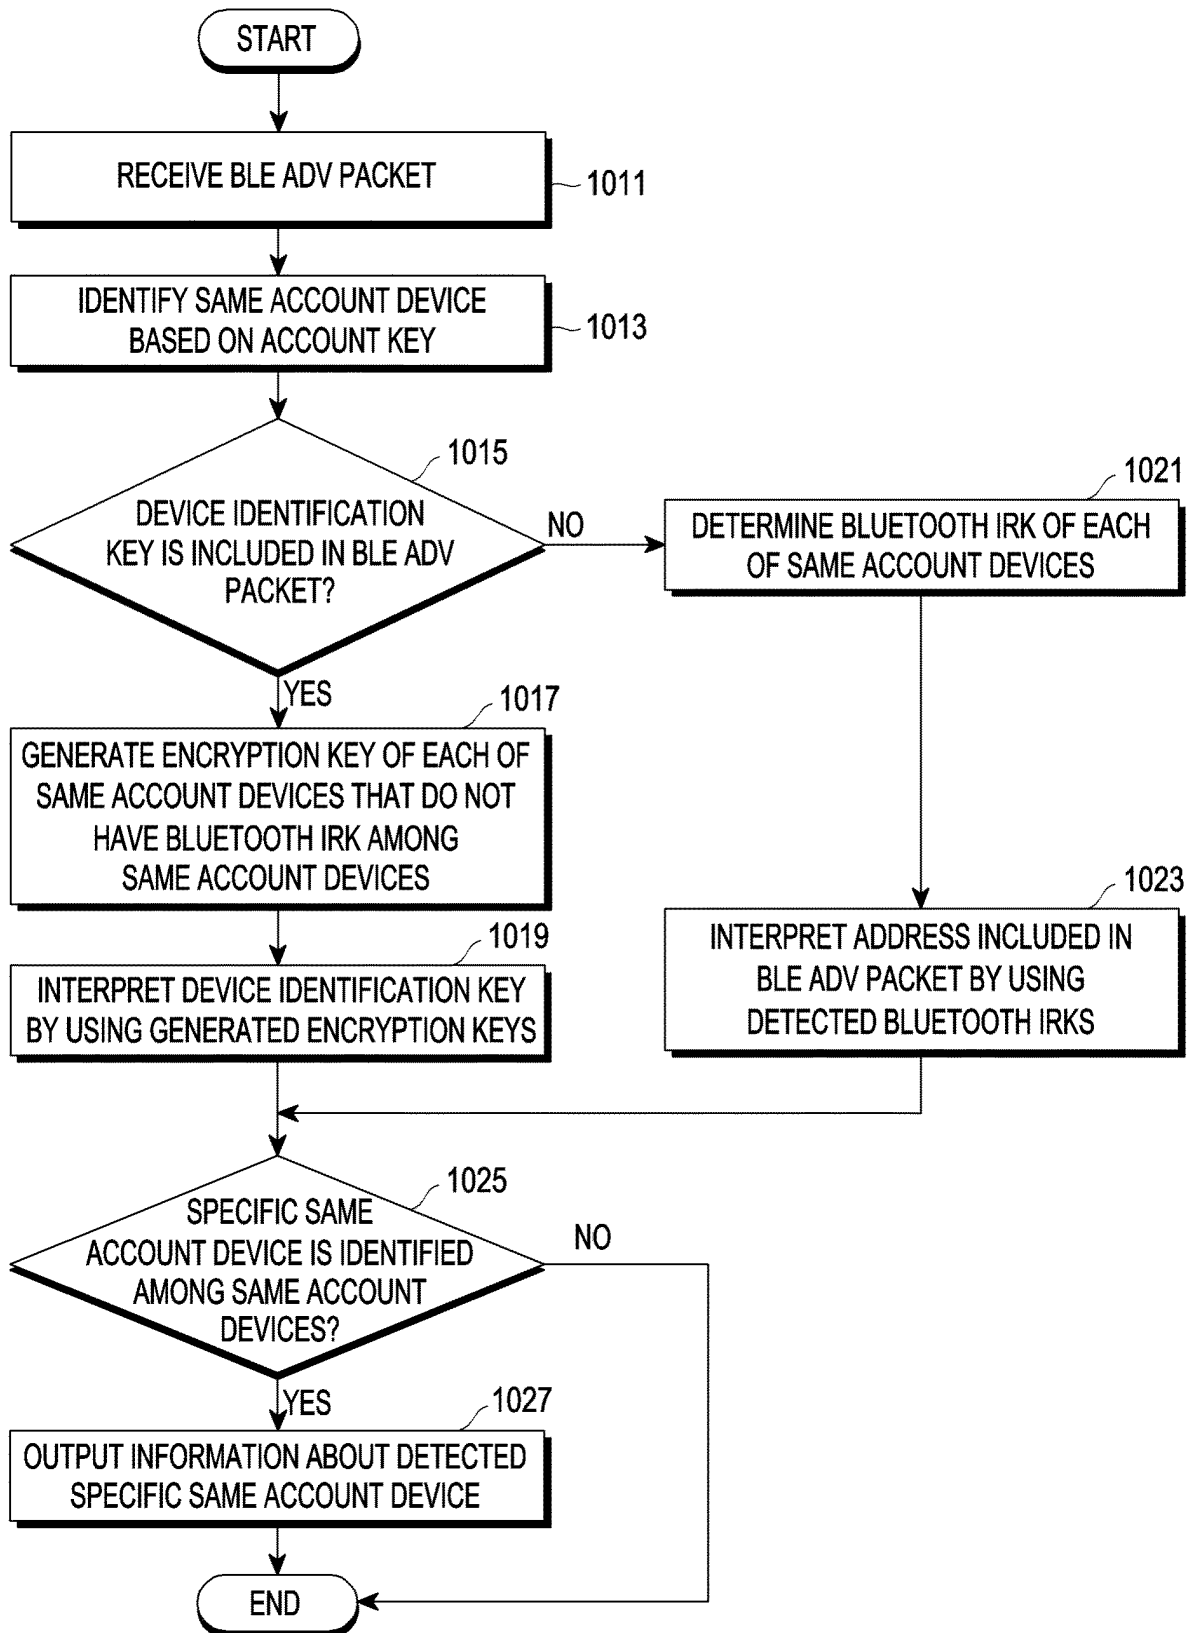 START
RECEIVE BLE ADV PACKET
1011
IDENTIFY SAME ACCOUNT DEVICE
BASED ON ACCOUNT KEY
1013
1015
DEVICE IDENTIFICATION
KEY IS INCLUDED IN BLE ADV
PACKET?
NO
1021
DETERMINE BLUETOOTH IRK OF EACH
OF SAME ACCOUNT DEVICES
YES
1017
GENERATE ENCRYPTION KEY OF EACH OF
SAME ACCOUNT DEVICES THAT DO NOT
HAVE BLUETOOTH IRK AMONG
SAME ACCOUNT DEVICES
1019
INTERPRET DEVICE IDENTIFICATION KEY
BY USING GENERATED ENCRYPTION KEYS
1023
INTERPRET ADDRESS INCLUDED IN
BLE ADV PACKET BY USING
DETECTED BLUETOOTH IRKS
1025
SPECIFIC SAME
ACCOUNT DEVICE IS IDENTIFIED
AMONG SAME ACCOUNT
DEVICES?
NO
YES
1027
OUTPUT INFORMATION ABOUT DETECTED
SPECIFIC SAME ACCOUNT DEVICE
END